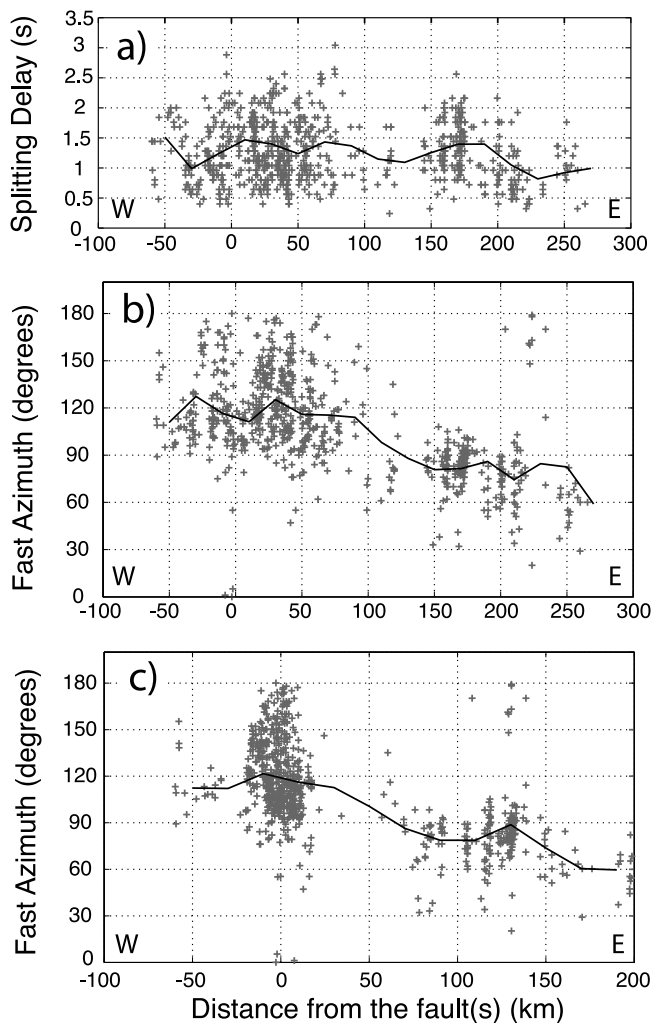 a)
Splitting Delay (s)
3.5
3
2.5
2
1.5
1
0.5
0
W
E
-100 -50 0 50 100 150 200 250 300
b)
Fast Azimuth (degrees)
180
150
120
90
60
30
0
W
E
-100 -50 0 50 100 150 200 250 300
c)
Fast Azimuth (degrees)
180
150
120
90
60
30
0
W
E
-100 -50 0 50 100 150 200
Distance from the fault(s) (km)